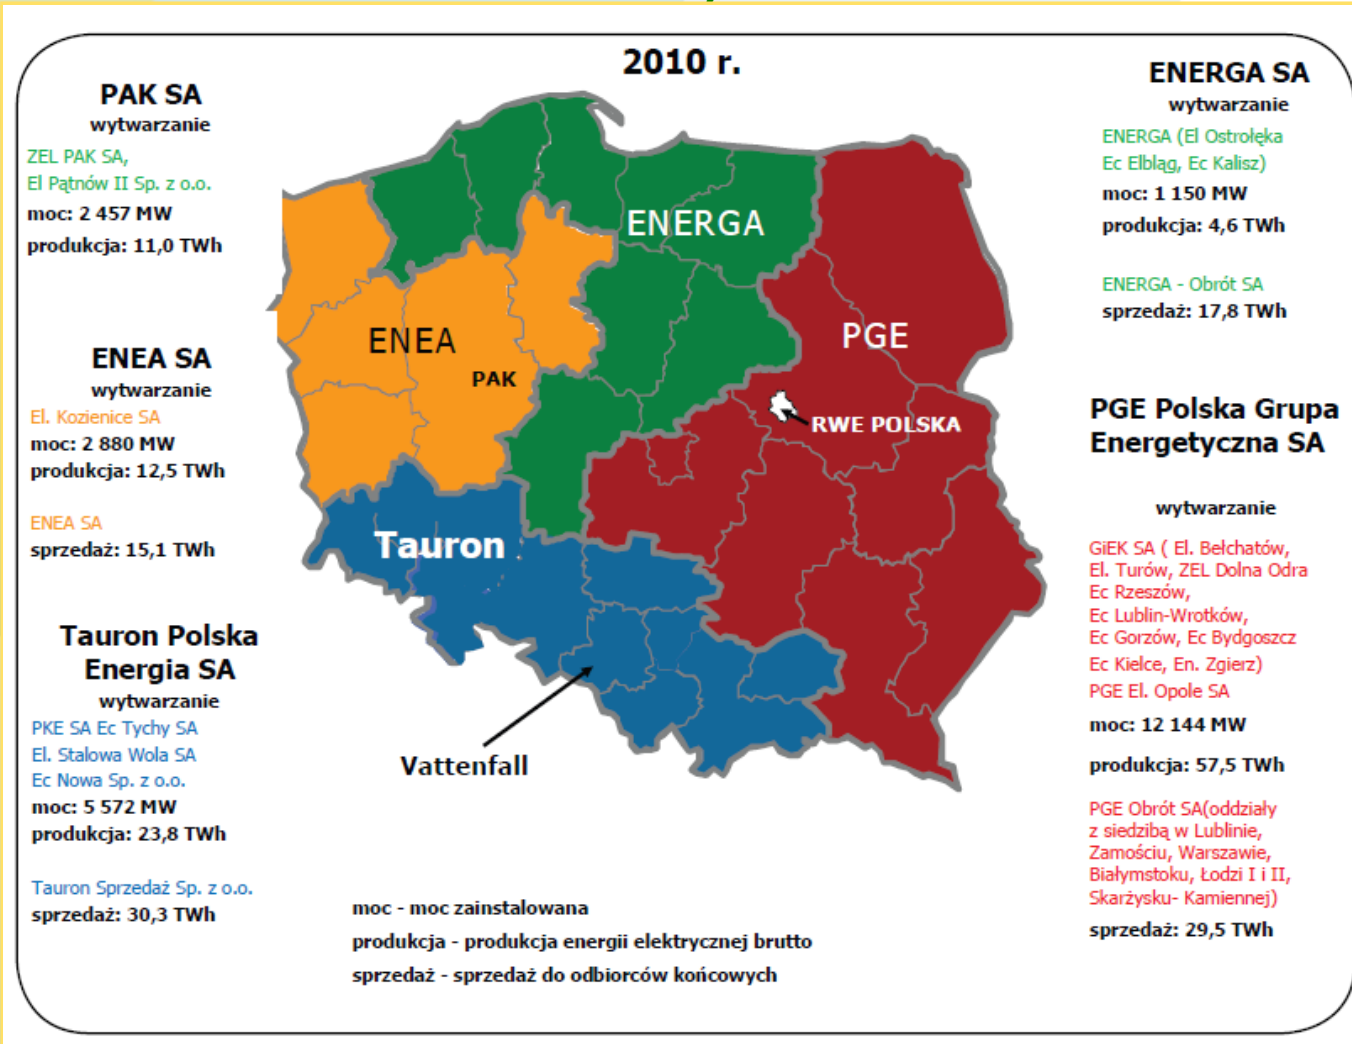 2010 r.
PAK SA
wytwarzanie
ZEL PAK SA,
El Pątnów II Sp. z o.o.
moc: 2 457 MW
produkcja: 11,0 TWh
ENEA SA
wytwarzanie
El. Kozienice SA
moc: 2 880 MW
produkcja: 12,5 TWh
ENEA SA
sprzedaż: 15,1 TWh
Tauron Polska
Energia SA
wytwarzanie
PKE SA Ec Tychy SA
El. Stalowa Wola SA
Ec Nowa Sp. z o.o.
moc: 5 572 MW
produkcja: 23,8 TWh
Tauron Sprzedaż Sp. z o.o.
sprzedaż: 30,3 TWh
ENERGA
ENEA
PAK
PGE
RWE POLSKA
Tauron
Vattenfall
moc - moc zainstalowana
produkcja - produkcja energii elektrycznej brutto
sprzedaż - sprzedaż do odbiorców końcowych
ENERGA SA
wytwarzanie
ENERGA (El Ostrołęka
Ec Elbląg, Ec Kalisz)
moc: 1 150 MW
produkcja: 4,6 TWh
ENERGA - Obrót SA
sprzedaż: 17,8 TWh
PGE Polska Grupa
Energetyczna SA
wytwarzanie
GiEK SA ( El. Bełchatów,
El. Turów, ZEL Dolna Odra
Ec Rzeszów,
Ec Lublin-Wrotków,
Ec Gorzów, Ec Bydgoszcz
Ec Kielce, En. Zgierz)
PGE El. Opole SA
moc: 12 144 MW
produkcja: 57,5 TWh
PGE Obrót SA(oddziały
z siedzibą w Lublinie,
Zamościu, Warszawie,
Białymstoku, Łodzi I i II,
Skarżysku- Kamiennej)
sprzedaż: 29,5 TWh